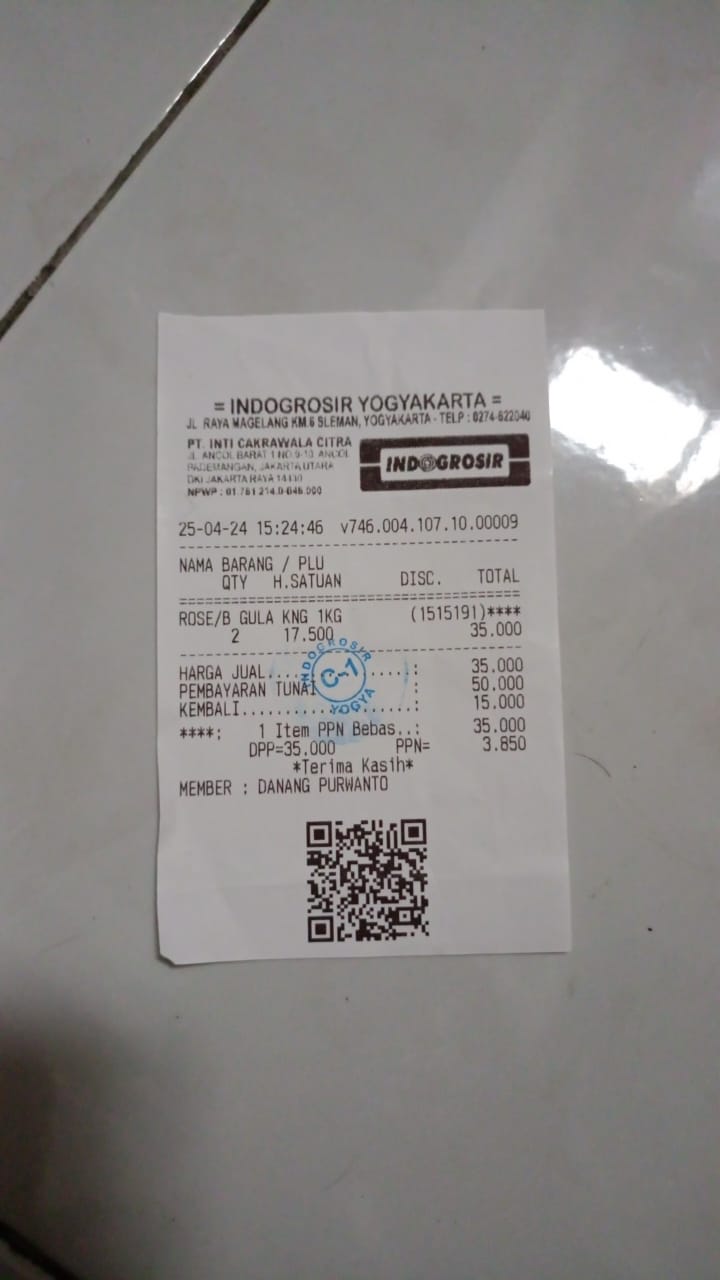 = INDOGROSIR YOGYAKARTA =
JL RAYA MAGELANG KM.6 SLEMAN, YOGYAKARTA - TELP : 0274-622040
PT. INTI CAKRAWALA CITRA
JL. ANCOL BARAT 1 NO.9-10 ANCOL
PADEMANGAN, JAKARTA UTARA
DKI JAKARTA RAYA 14430
NPWP : 01.781.214.0-046.000
INDOGROSIR
25-04-24 15:24:46 v746.004.107.10.00009
NAMA BARANG / PLU
QTY H.SATUAN DISC. TOTAL
ROSE/B GULA KNG 1KG (1515191)****
2 17.500 35.000
HARGA JUAL..........: 35.000
PEMBAYARAN TUNAI : 50.000
KEMBALI.............: 15.000
INDOGROSIR
C-1
YOGYA
****: 1 Item PPN Bebas..: 35.000
DPP=35.000 PPN= 3.850
*Terima Kasih*
MEMBER : DANANG PURWANTO